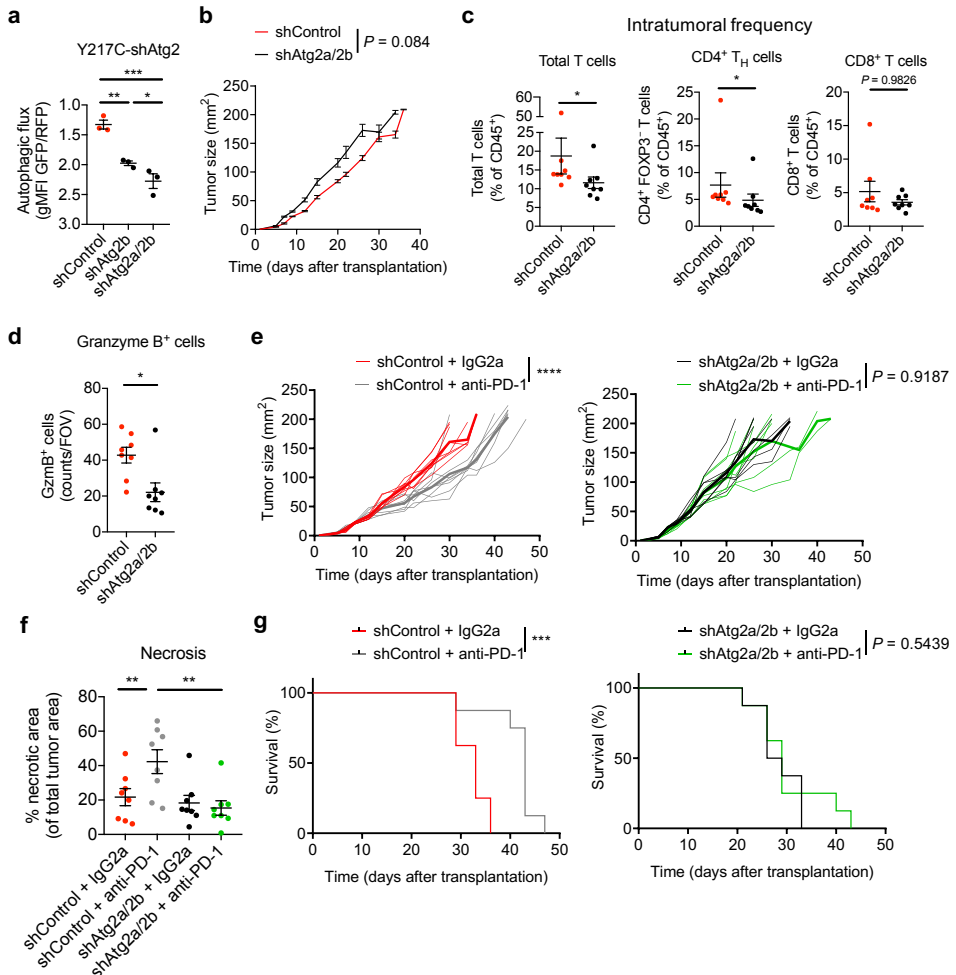 a
Y217C-shAtg2
***
** *
Autophagic flux
(gMFI GFP/RFP)
1.0
1.5
2.0
2.5
3.0
shControl
shAtg2b
shAtg2a/2b
b
shControl
shAtg2a/2b
P = 0.084
Tumor size (mm2)
200
150
100
50
0
0 10 20 30 40
Time (days after transplantation)
c
Intratumoral frequency
Total T cells
*
Total T cells
(% of CD45+)
60
50
20
15
10
5
0
shControl
shAtg2a/2b
CD4+ TH cells
*
CD4+ FOXP3− T cells
(% of CD45+)
25
20
15
10
5
0
shControl
shAtg2a/2b
CD8+ T cells
P = 0.9826
CD8+ T cells
(% of CD45+)
20
15
10
5
0
shControl
shAtg2a/2b
d
Granzyme B+ cells
*
GzmB+ cells
(counts/FOV)
80
60
40
20
0
shControl
shAtg2a/2b
e
shControl + IgG2a
shControl + anti-PD-1
****
Tumor size (mm2)
250
200
150
100
50
0
0 10 20 30 40 50
Time (days after transplantation)
shAtg2a/2b + IgG2a
shAtg2a/2b + anti-PD-1
P = 0.9187
Tumor size (mm2)
250
200
150
100
50
0
0 10 20 30 40 50
Time (days after transplantation)
f
Necrosis
** **
% necrotic area
(of total tumor area)
80
60
40
20
0
shControl + IgG2a
shControl + anti-PD-1
shAtg2a/2b + IgG2a
shAtg2a/2b + anti-PD-1
g
shControl + IgG2a
shControl + anti-PD-1
***
Survival (%)
100
50
0
0 10 20 30 40 50
Time (days after transplantation)
shAtg2a/2b + IgG2a
shAtg2a/2b + anti-PD-1
P = 0.5439
Survival (%)
100
50
0
0 10 20 30 40 50
Time (days after transplantation)